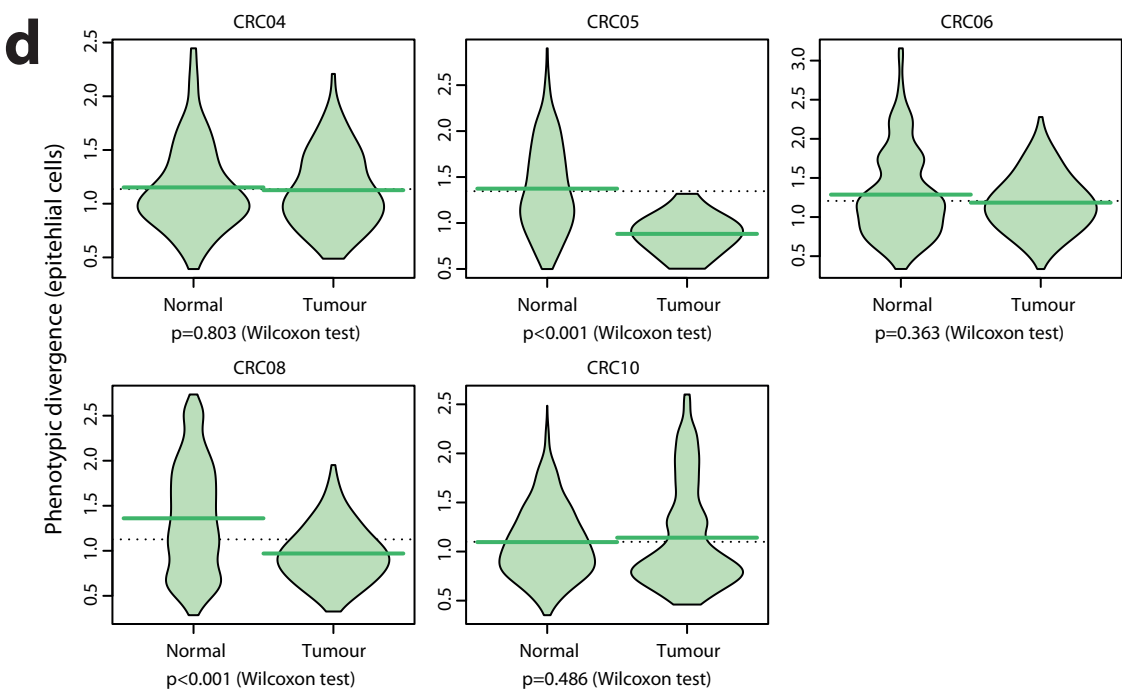 d
Phenotypic divergence (epitehlial cells)
CRC04
2.5
2.0
1.5
1.0
0.5
Normal Tumour
p=0.803 (Wilcoxon test)
CRC05
2.5
2.0
1.5
1.0
0.5
Normal Tumour
p<0.001 (Wilcoxon test)
CRC06
3.0
2.5
2.0
1.5
1.0
0.5
Normal Tumour
p=0.363 (Wilcoxon test)
CRC08
2.5
2.0
1.5
1.0
0.5
Normal Tumour
p<0.001 (Wilcoxon test)
CRC10
2.5
2.0
1.5
1.0
0.5
Normal Tumour
p=0.486 (Wilcoxon test)